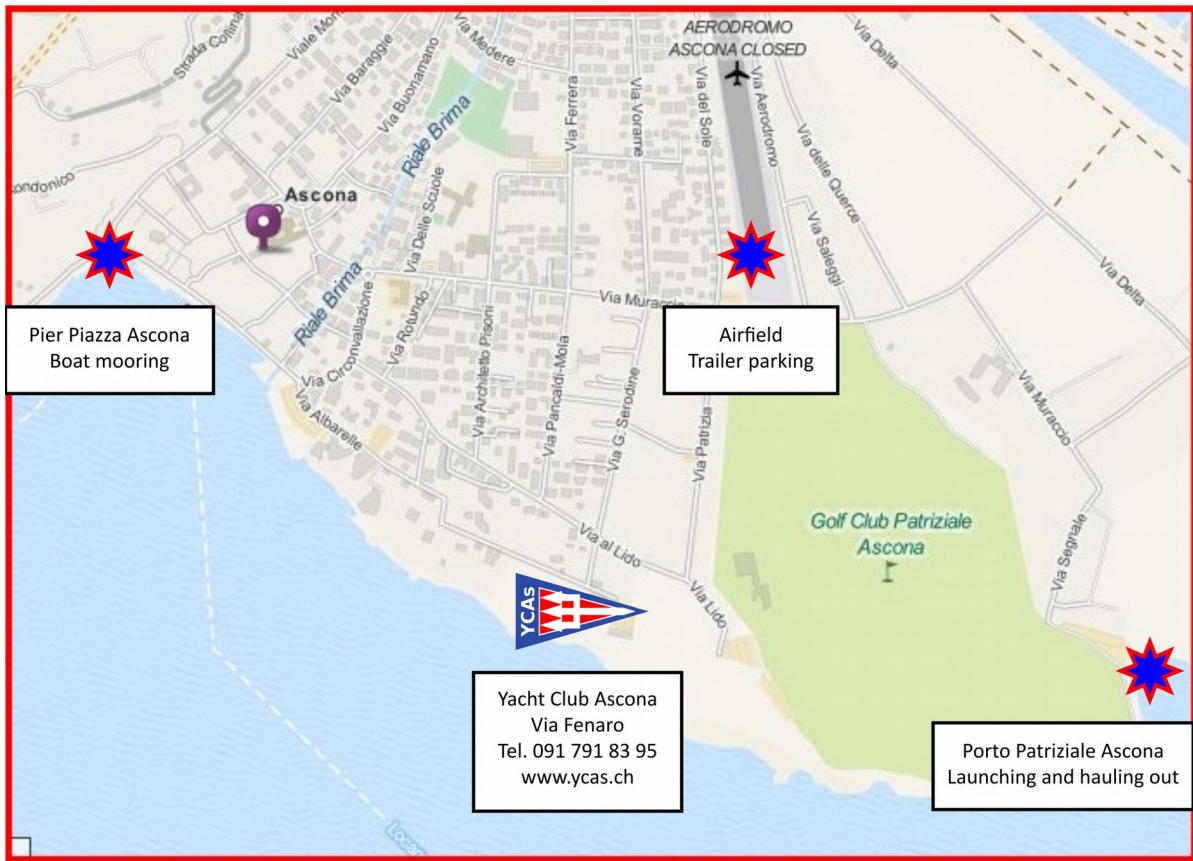 AERODROMO
ASCONA CLOSED
Strada Collina
Via Baraggie
Via Buonamano
Via Medere
Riale Brima
Via Ferrera
Via Vorame
Via del Sole
Via Aerodromo
Via Delta
Via delle Querce
Ascona
Via Delle Scuole
Via Saleggi
Via Delta
Riale Brima
Via Muraccio
Pier Piazza Ascona
Boat mooring
Airfield
Trailer parking
Via Circonvallazione
Via Rotundo
Via Architetto Pisoni
Via Pancaldi-Mola
Via G. Serodine
Via Patrizia
Via Muraccio
Via Albarelle
Golf Club Patriziale
Ascona
Via al Lido
Via Segnale
Via Lido
YCAs
Yacht Club Ascona
Via Fenaro
Tel. 091 791 83 95
www.ycas.ch
Porto Patriziale Ascona
Launching and hauling out